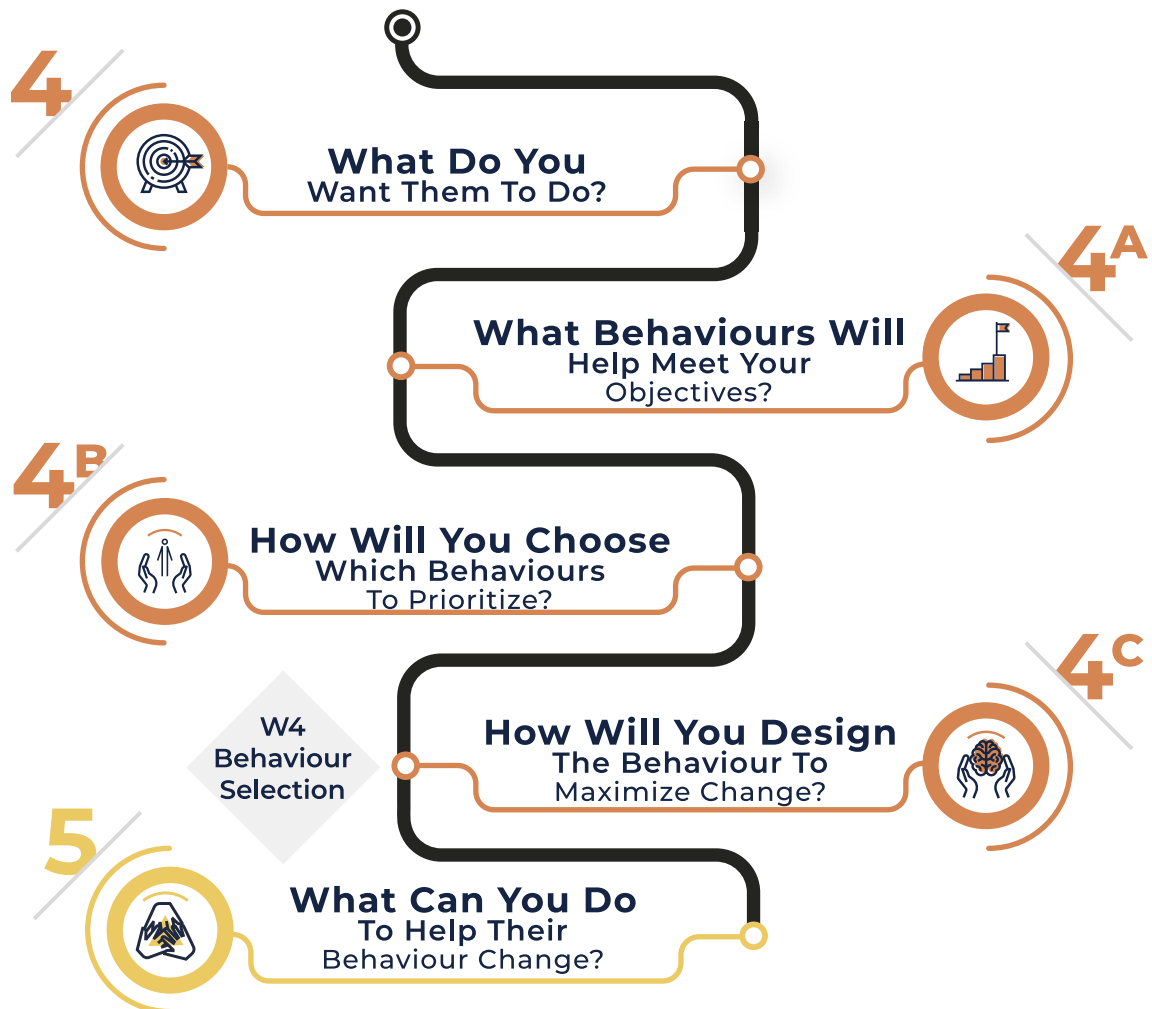 4
What Do You
Want Them To Do?
4A
What Behaviours Will
Help Meet Your
Objectives?
4B
How Will You Choose
Which Behaviours
To Prioritize?
4C
How Will You Design
The Behaviour To
Maximize Change?
W4
Behaviour
Selection
5
What Can You Do
To Help Their
Behaviour Change?